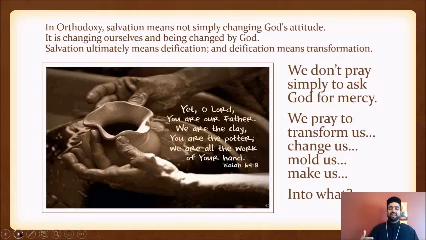 In Orthodoxy, salvation means not simply changing God's attitude.
It is changing ourselves and being changed by God.
Salvation ultimately means deification; and deification means transformation.
Yet, O Lord,
You are our Father.
We are the clay,
You are the potter;
we are all the work
of Your hand.
Isaiah 64:8
We don't pray
simply to ask
God for mercy.
We pray to
transform us...
change us...
mold us...
make us...
Into what?